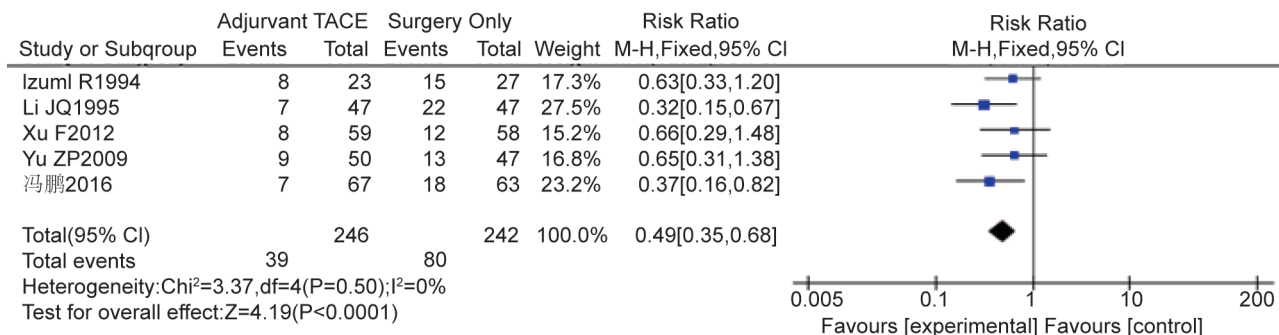 Adjurvant TACE Surgery Only Risk Ratio Risk Ratio
Study or Subqroup Events Total Events Total Weight M-H,Fixed,95% CI M-H,Fixed,95% CI
Izuml R1994 8 23 15 27 17.3% 0.63[0.33,1.20]
Li JQ1995 7 47 22 47 27.5% 0.32[0.15,0.67]
Xu F2012 8 59 12 58 15.2% 0.66[0.29,1.48]
Yu ZP2009 9 50 13 47 16.8% 0.65[0.31,1.38]
冯鹏2016 7 67 18 63 23.2% 0.37[0.16,0.82]
Total(95% CI) 246 242 100.0% 0.49[0.35,0.68]
Total events 39 80
Heterogeneity:Chi²=3.37,df=4(P=0.50);I²=0%
Test for overall effect:Z=4.19(P<0.0001)
0.005 0.1 1 10 200
Favours [experimental] Favours [control]